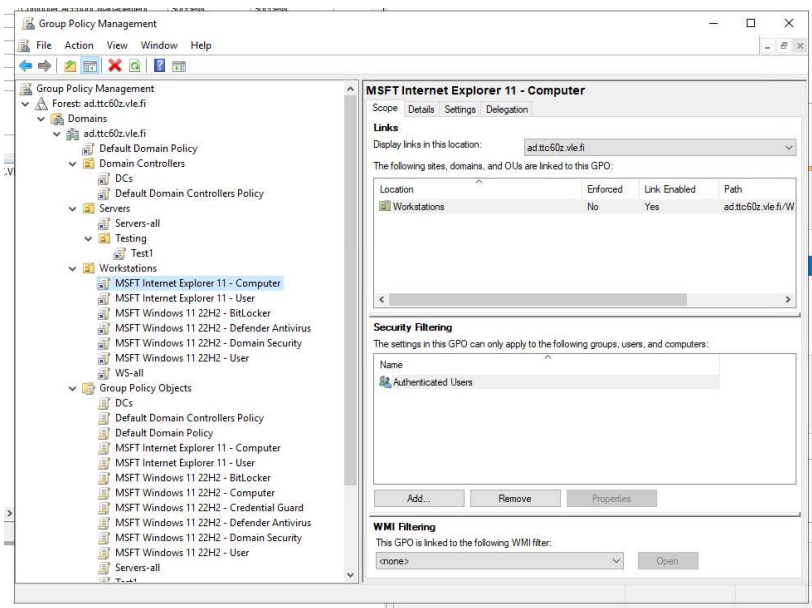 Group Policy Management
File Action View Window Help
Group Policy Management
Forest: ad.ttc60z.vle.fi
Domains
ad.ttc60z.vle.fi
Default Domain Policy
Domain Controllers
DCs
Default Domain Controllers Policy
Servers
Servers-all
Testing
Test1
Workstations
MSFT Internet Explorer 11 - Computer
MSFT Internet Explorer 11 - User
MSFT Windows 11 22H2 - BitLocker
MSFT Windows 11 22H2 - Defender Antivirus
MSFT Windows 11 22H2 - Domain Security
MSFT Windows 11 22H2 - User
WS-all
Group Policy Objects
DCs
Default Domain Controllers Policy
Default Domain Policy
MSFT Internet Explorer 11 - Computer
MSFT Internet Explorer 11 - User
MSFT Windows 11 22H2 - BitLocker
MSFT Windows 11 22H2 - Computer
MSFT Windows 11 22H2 - Credential Guard
MSFT Windows 11 22H2 - Defender Antivirus
MSFT Windows 11 22H2 - Domain Security
MSFT Windows 11 22H2 - User
Servers-all
Test1
MSFT Internet Explorer 11 - Computer
Scope Details Settings Delegation
Links
Display links in this location: ad.ttc60z.vle.fi
The following sites, domains, and OUs are linked to this GPO:
Location Enforced Link Enabled Path
Workstations No Yes ad.ttc60z.vle.fi/W
Security Filtering
The settings in this GPO can only apply to the following groups, users, and computers:
Name
Authenticated Users
Add... Remove Properties
WMI Filtering
This GPO is linked to the following WMI filter:
<none> Open